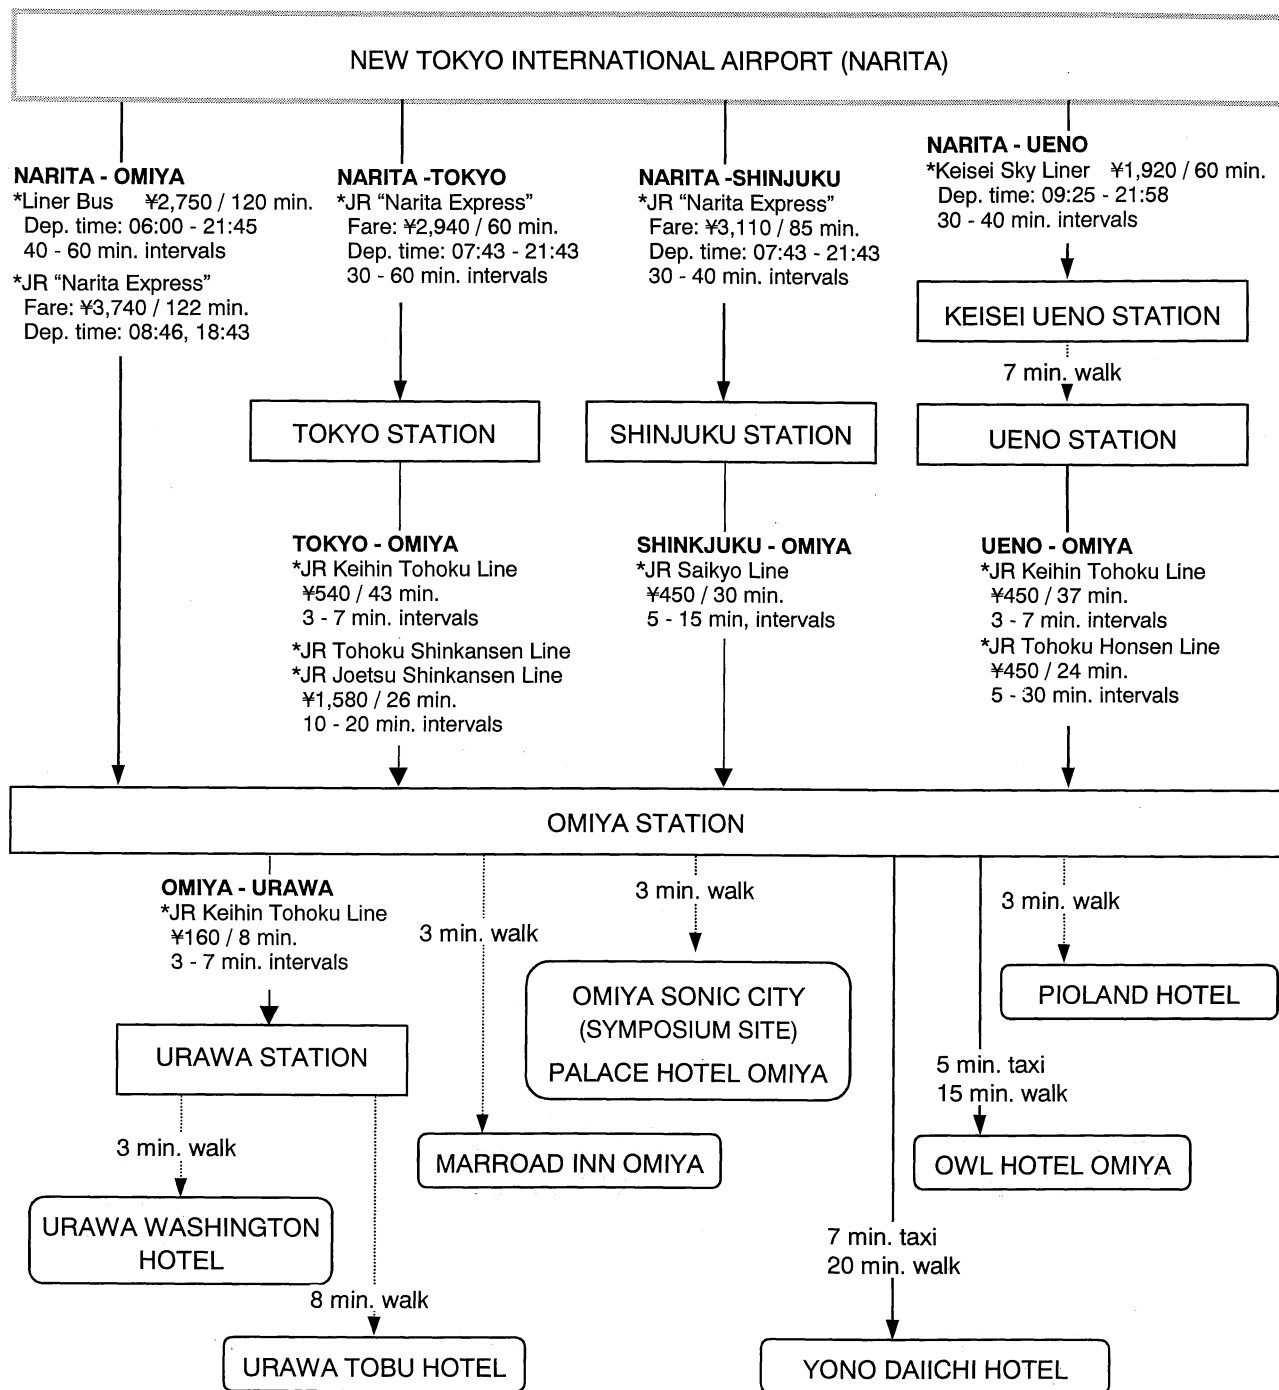 NEW TOKYO INTERNATIONAL AIRPORT (NARITA)
NARITA - OMIYA
*Liner Bus ¥2,750 / 120 min.
Dep. time: 06:00 - 21:45
40 - 60 min. intervals
*JR “Narita Express”
Fare: ¥3,740 / 122 min.
Dep. time: 08:46, 18:43
NARITA -TOKYO
*JR “Narita Express”
Fare: ¥2,940 / 60 min.
Dep. time: 07:43 - 21:43
30 - 60 min. intervals
NARITA -SHINJUKU
*JR “Narita Express”
Fare: ¥3,110 / 85 min.
Dep. time: 07:43 - 21:43
30 - 40 min. intervals
NARITA - UENO
*Keisei Sky Liner ¥1,920 / 60 min.
Dep. time: 09:25 - 21:58
30 - 40 min. intervals
KEISEI UENO STATION
7 min. walk
TOKYO STATION
SHINJUKU STATION
UENO STATION
TOKYO - OMIYA
*JR Keihin Tohoku Line
¥540 / 43 min.
3 - 7 min. intervals
*JR Tohoku Shinkansen Line
*JR Joetsu Shinkansen Line
¥1,580 / 26 min.
10 - 20 min. intervals
SHINKJUKU - OMIYA
*JR Saikyo Line
¥450 / 30 min.
5 - 15 min, intervals
UENO - OMIYA
*JR Keihin Tohoku Line
¥450 / 37 min.
3 - 7 min. intervals
*JR Tohoku Honsen Line
¥450 / 24 min.
5 - 30 min. intervals
OMIYA STATION
OMIYA - URAWA
*JR Keihin Tohoku Line
¥160 / 8 min.
3 - 7 min. intervals
3 min. walk
3 min. walk
3 min. walk
OMIYA SONIC CITY
(SYMPOSIUM SITE)
PALACE HOTEL OMIYA
PIOLAND HOTEL
URAWA STATION
5 min. taxi
15 min. walk
3 min. walk
MARROAD INN OMIYA
OWL HOTEL OMIYA
URAWA WASHINGTON
HOTEL
7 min. taxi
20 min. walk
8 min. walk
URAWA TOBU HOTEL
YONO DAIICHI HOTEL